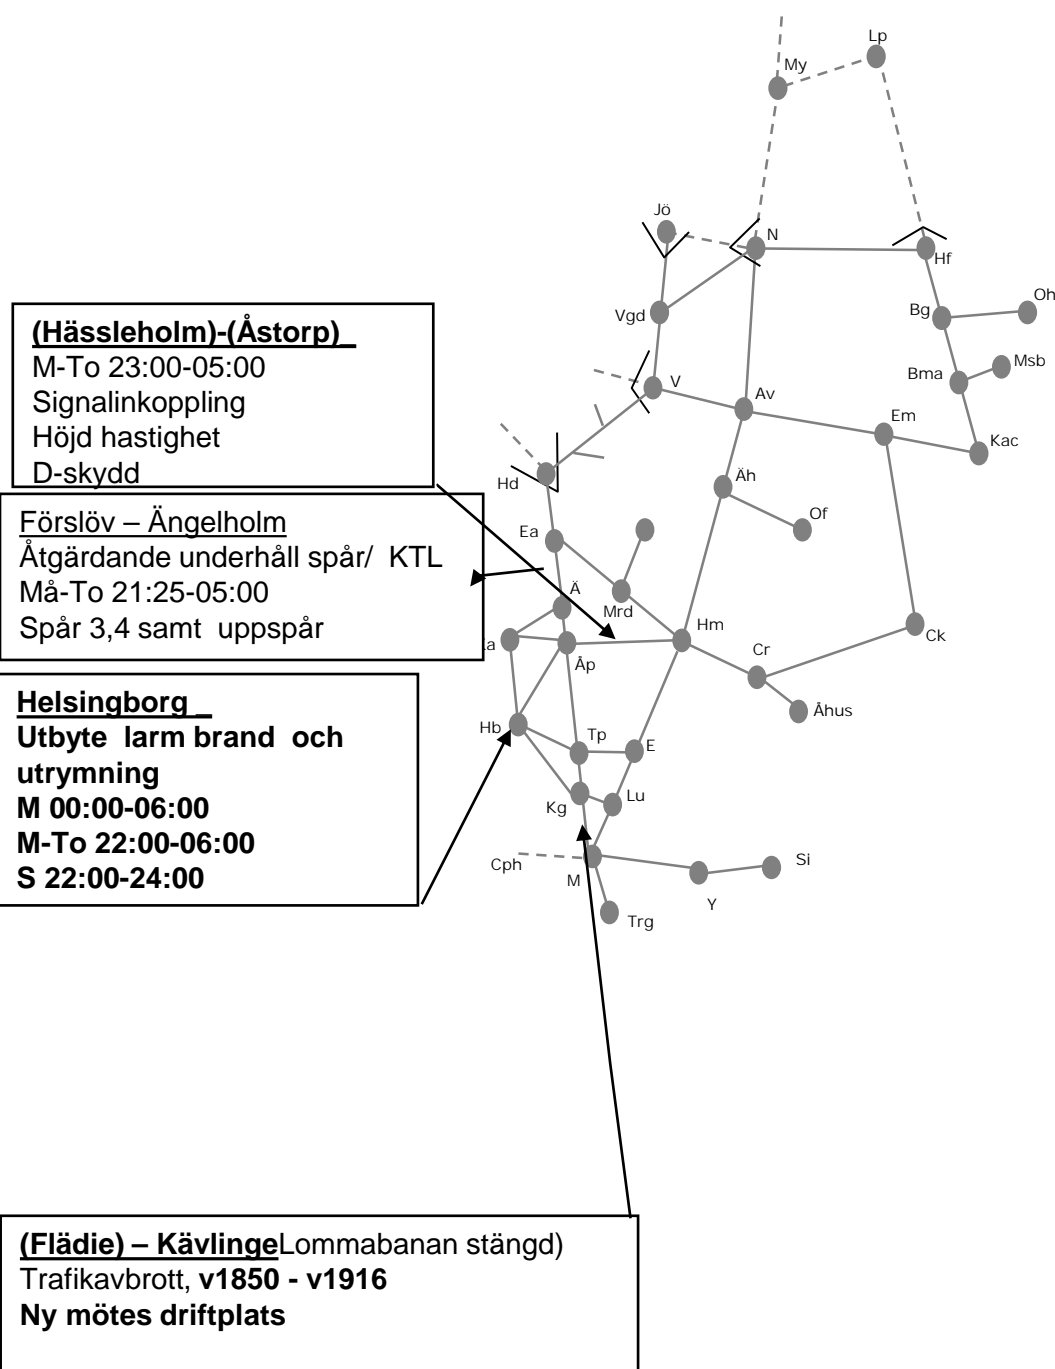 Lp
My
Jö
N
Hf
Oh
Vgd
Bg
Msb
V
Bma
Av
Em
Kac
Hd
Äh
Of
Ea
Ä
Mrd
Hm
Ck
Cr
Åp
Åhus
Hb
Tp
E
Kg
Lu
Cph
M
Si
Y
Trg
(Hässleholm)-(Åstorp)_
M-To 23:00-05:00
Signalinkoppling
Höjd hastighet
D-skydd
Förslöv – Ängelholm
Åtgärdande underhåll spår/ KTL
Må-To 21:25-05:00
Spår 3,4 samt uppspår
Helsingborg _
Utbyte larm brand och
utrymning
M 00:00-06:00
M-To 22:00-06:00
S 22:00-24:00
(Flädie) – KävlingeLommabanan stängd)
Trafikavbrott, v1850 - v1916
Ny mötes driftplats